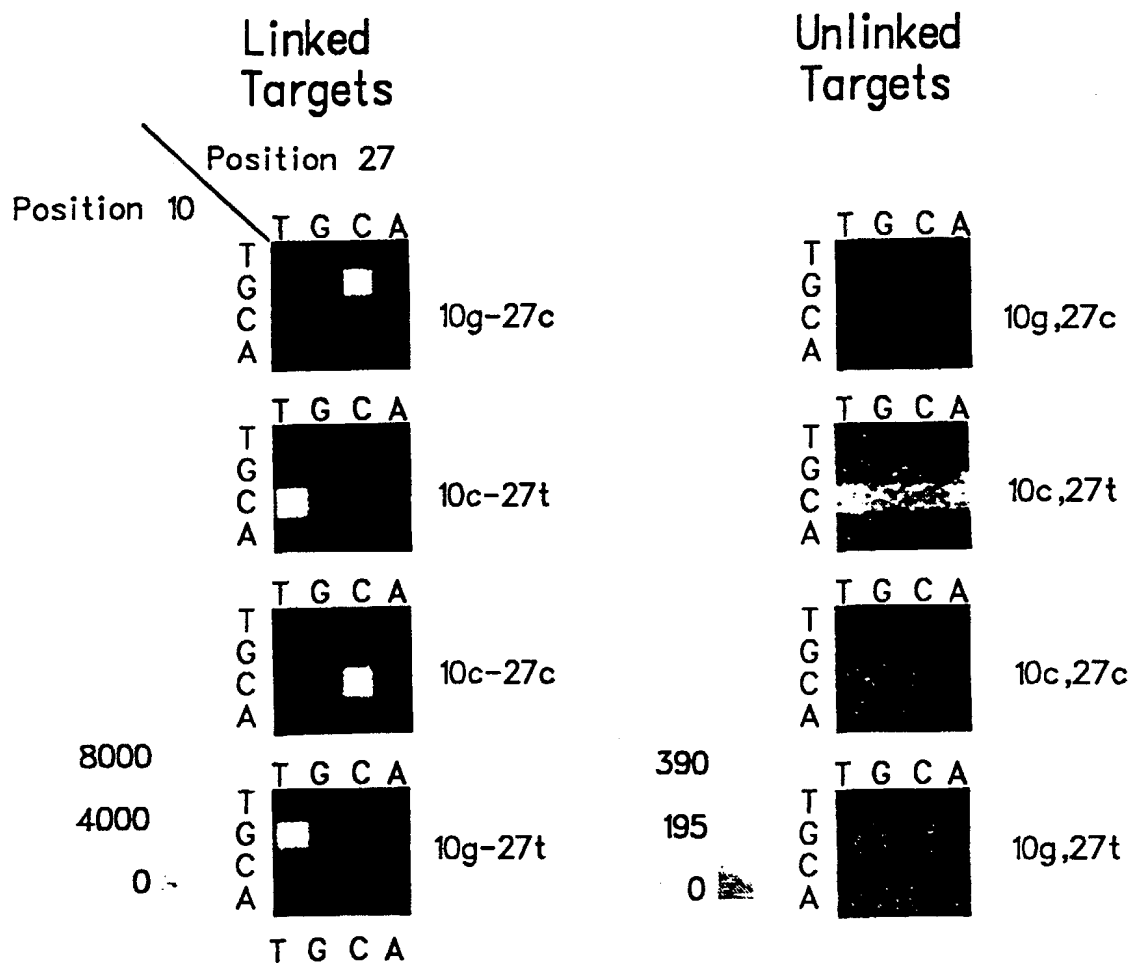 Linked
Targets
Position 27
Position 10
T G C A
T
G
C
A
10g-27c
T G C A
T
G
C
A
10c-27t
T G C A
T
G
C
A
10c-27c
8000
4000
0
T G C A
T
G
C
A
10g-27t
T G C A
Unlinked
Targets
T G C A
T
G
C
A
10g,27c
T G C A
T
G
C
A
10c,27t
T G C A
T
G
C
A
10c,27c
390
195
0
T G C A
T
G
C
A
10g,27t